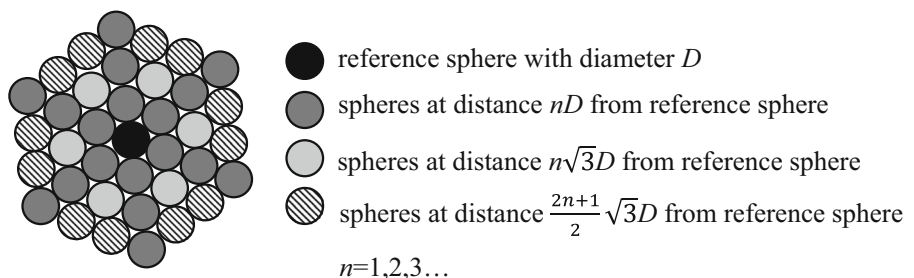 reference sphere with diameter D
spheres at distance nD from reference sphere
spheres at distance n√3D from reference sphere
spheres at distance \frac{2n+1}{2}√3D from reference sphere
n=1,2,3…